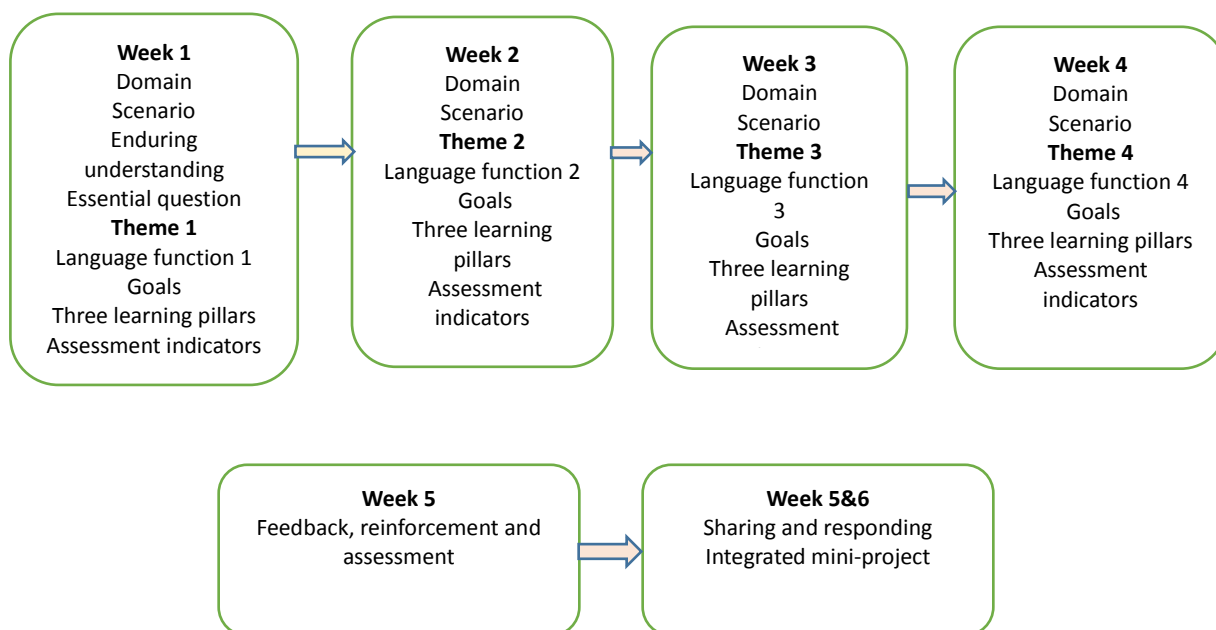 Week 1
Domain
Scenario
Enduring
understanding
Essential question
Theme 1
Language function 1
Goals
Three learning pillars
Assessment indicators
Week 2
Domain
Scenario
Theme 2
Language function 2
Goals
Three learning
pillars
Assessment
indicators
Week 3
Domain
Scenario
Theme 3
Language function
3
Goals
Three learning
pillars
Assessment
Week 4
Domain
Scenario
Theme 4
Language function 4
Goals
Three learning pillars
Assessment
indicators
Week 5
Feedback, reinforcement and
assessment
Week 5&6
Sharing and responding
Integrated mini-project